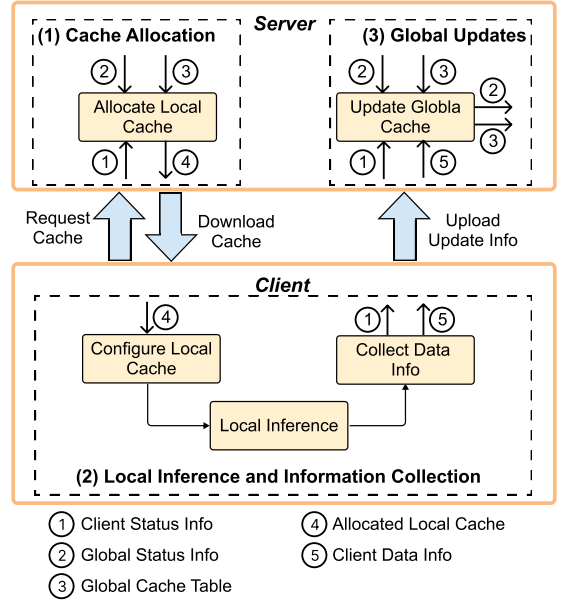 Server
(1) Cache Allocation
2
3
Allocate Local
Cache
1
4
(3) Global Updates
2
3
Update Globla
Cache
2
3
1
5
Request
Cache
Download
Cache
Upload
Update Info
Client
4
Configure Local
Cache
Local Inference
1
5
Collect Data
Info
(2) Local Inference and Information Collection
1 Client Status Info
2 Global Status Info
3 Global Cache Table
4 Allocated Local Cache
5 Client Data Info